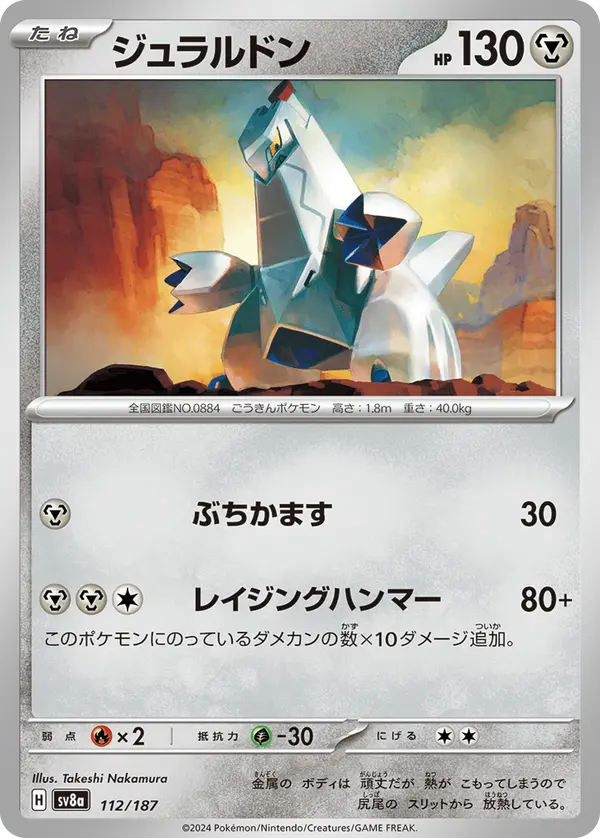 たね ジュラルドン HP 130
全国図鑑NO.0884 ごうきんポケモン 高さ:1.8m 重さ:40.0kg
ぶちかます 30
レイジングハンマー 80+
このポケモンにのっているダメカンの数×10ダメージ追加。
弱点 ×2 抵抗力 -30 にげる
Illus. Takeshi Nakamura
H sv8a 112/187
金属の ボディは 頑丈だが 熱が こもってしまうので
尻尾の スリットから 放熱している。
©2024 Pokémon/Nintendo/Creatures/GAME FREAK.